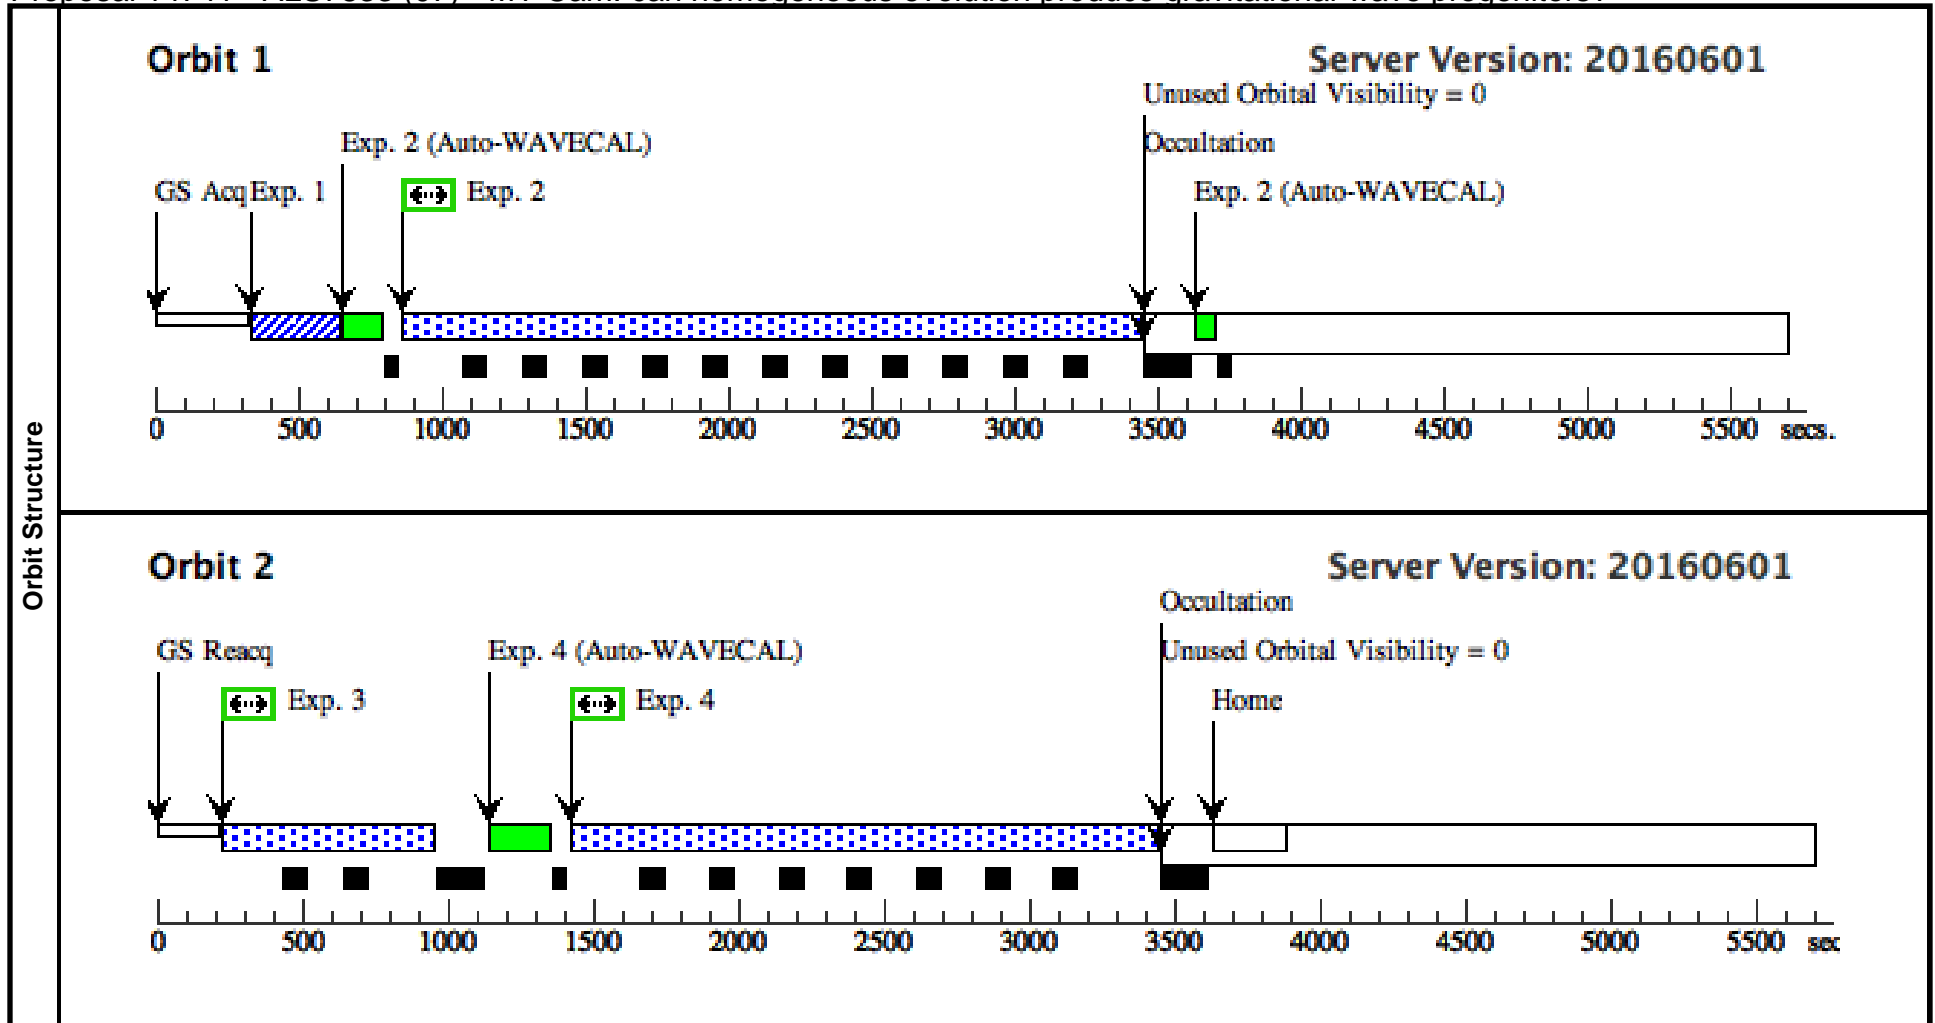 Orbit Structure
Orbit 1
Server Version: 20160601
Unused Orbital Visibility = 0
Exp. 2 (Auto-WAVECAL)
Occultation
GS Acq Exp. 1
Exp. 2
Exp. 2 (Auto-WAVECAL)
0 500 1000 1500 2000 2500 3000 3500 4000 4500 5000 5500 secs.
Orbit 2
Server Version: 20160601
Occultation
GS Reacq
Exp. 4 (Auto-WAVECAL)
Unused Orbital Visibility = 0
Exp. 3
Exp. 4
Home
0 500 1000 1500 2000 2500 3000 3500 4000 4500 5000 5500 sec